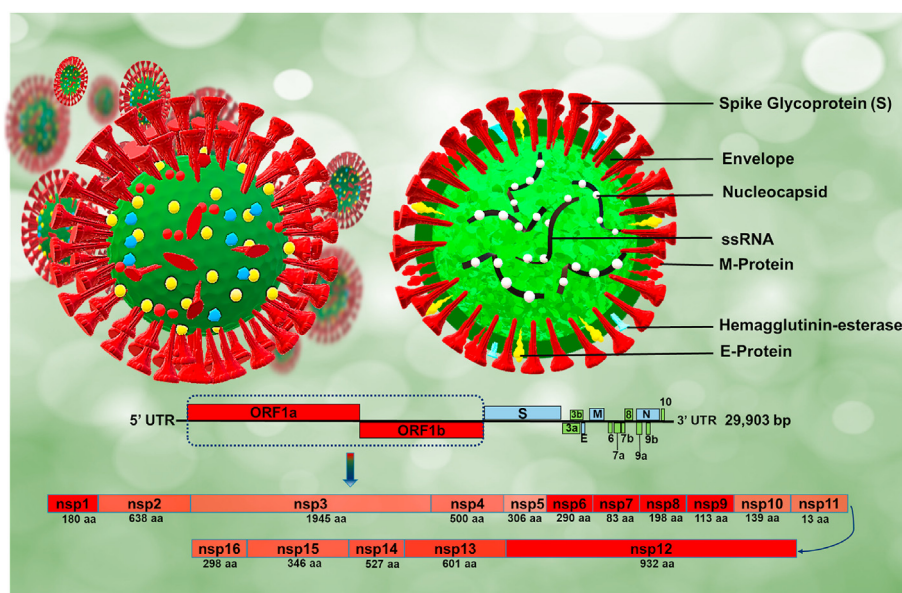 Spike Glycoprotein (S)
Envelope
Nucleocapsid
ssRNA
M-Protein
Hemagglutinin-esterase
E-Protein
10
5' UTR ORF1a S 3b M 8 N 3' UTR 29,903 bp
ORF1b 3a E 6 7b 9b
7a 9a
nsp1 nsp2 nsp3 nsp4 nsp5 nsp6 nsp7 nsp8 nsp9 nsp10 nsp11
180 aa 638 aa 1945 aa 500 aa 306 aa 290 aa 83 aa 198 aa 113 aa 139 aa 13 aa
nsp16 nsp15 nsp14 nsp13 nsp12
298 aa 346 aa 527 aa 601 aa 932 aa